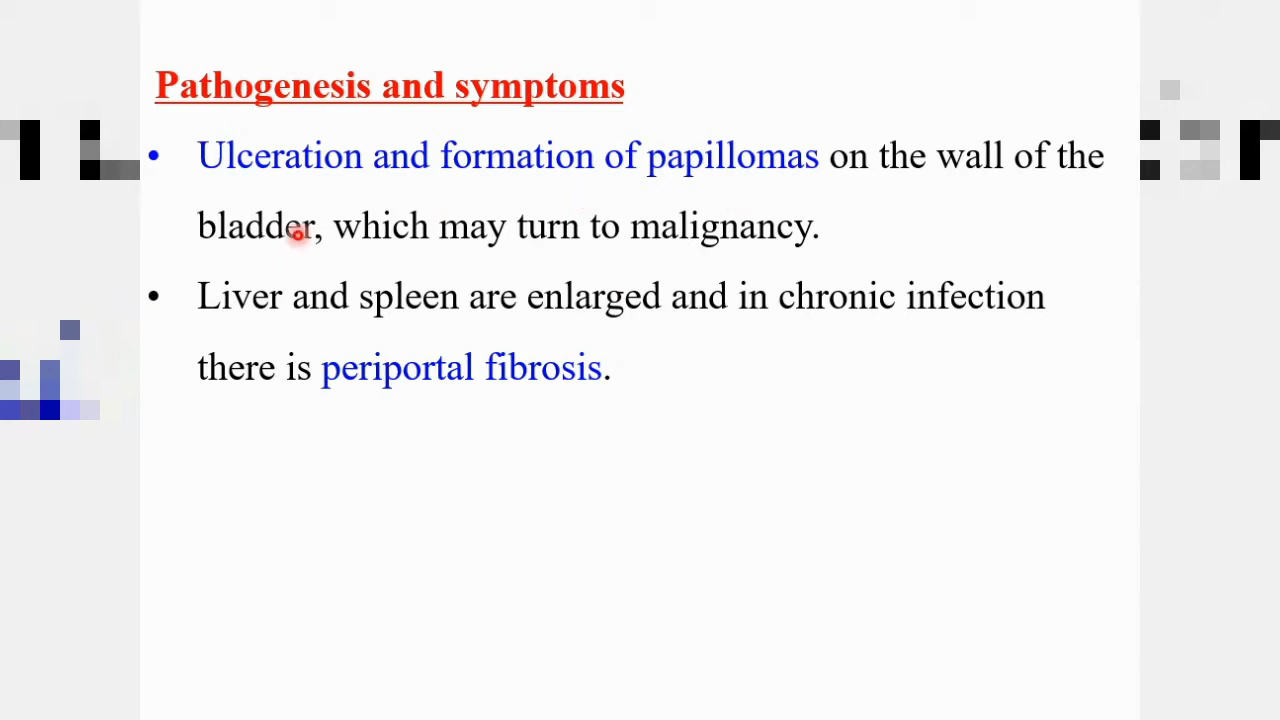 Pathogenesis and symptoms
• Ulceration and formation of papillomas on the wall of the
bladder, which may turn to malignancy.
• Liver and spleen are enlarged and in chronic infection
there is periportal fibrosis.